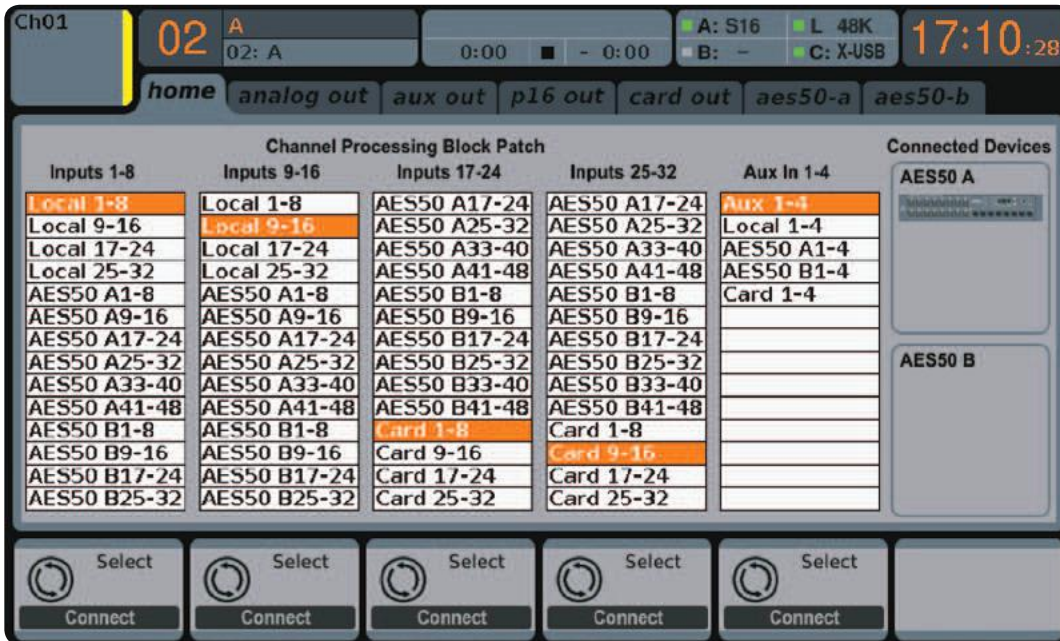 Ch01
02
A
02: A
0:00 - 0:00
A: S16
B: -
L 48K
C: X-USB
17:10:28
home
analog out
aux out
p16 out
card out
aes50-a
aes50-b
Channel Processing Block Patch
Connected Devices
Inputs 1-8
Local 1-8
Local 9-16
Local 17-24
Local 25-32
AES50 A1-8
AES50 A9-16
AES50 A17-24
AES50 A25-32
AES50 A33-40
AES50 A41-48
AES50 B1-8
AES50 B9-16
AES50 B17-24
AES50 B25-32
Inputs 9-16
Local 1-8
Local 9-16
Local 17-24
Local 25-32
AES50 A1-8
AES50 A9-16
AES50 A17-24
AES50 A25-32
AES50 A33-40
AES50 A41-48
AES50 B1-8
AES50 B9-16
AES50 B17-24
AES50 B25-32
Inputs 17-24
AES50 A17-24
AES50 A25-32
AES50 A33-40
AES50 A41-48
AES50 B1-8
AES50 B9-16
AES50 B17-24
AES50 B25-32
AES50 B33-40
AES50 B41-48
Card 1-8
Card 9-16
Card 17-24
Card 25-32
Inputs 25-32
AES50 A17-24
AES50 A25-32
AES50 A33-40
AES50 A41-48
AES50 B1-8
AES50 B9-16
AES50 B17-24
AES50 B25-32
AES50 B33-40
AES50 B41-48
Card 1-8
Card 9-16
Card 17-24
Card 25-32
Aux In 1-4
Aux 1-4
Local 1-4
AES50 A1-4
AES50 B1-4
Card 1-4
AES50 A
AES50 B
Select
Connect
Select
Connect
Select
Connect
Select
Connect
Select
Connect